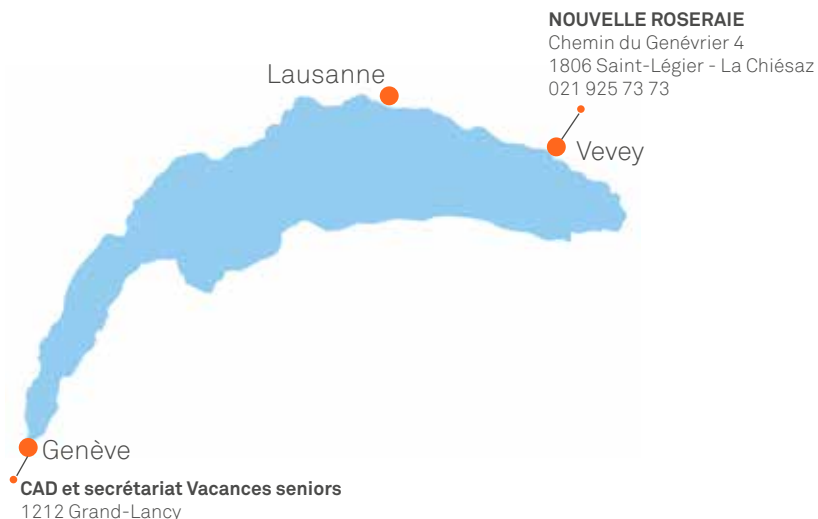 NOUVELLE ROSERAIE
Chemin du Genévrier 4
1806 Saint-Légier - La Chiésaz
021 925 73 73
Lausanne
Vevey
Genève
CAD et secrétariat Vacances seniors
1212 Grand-Lancy